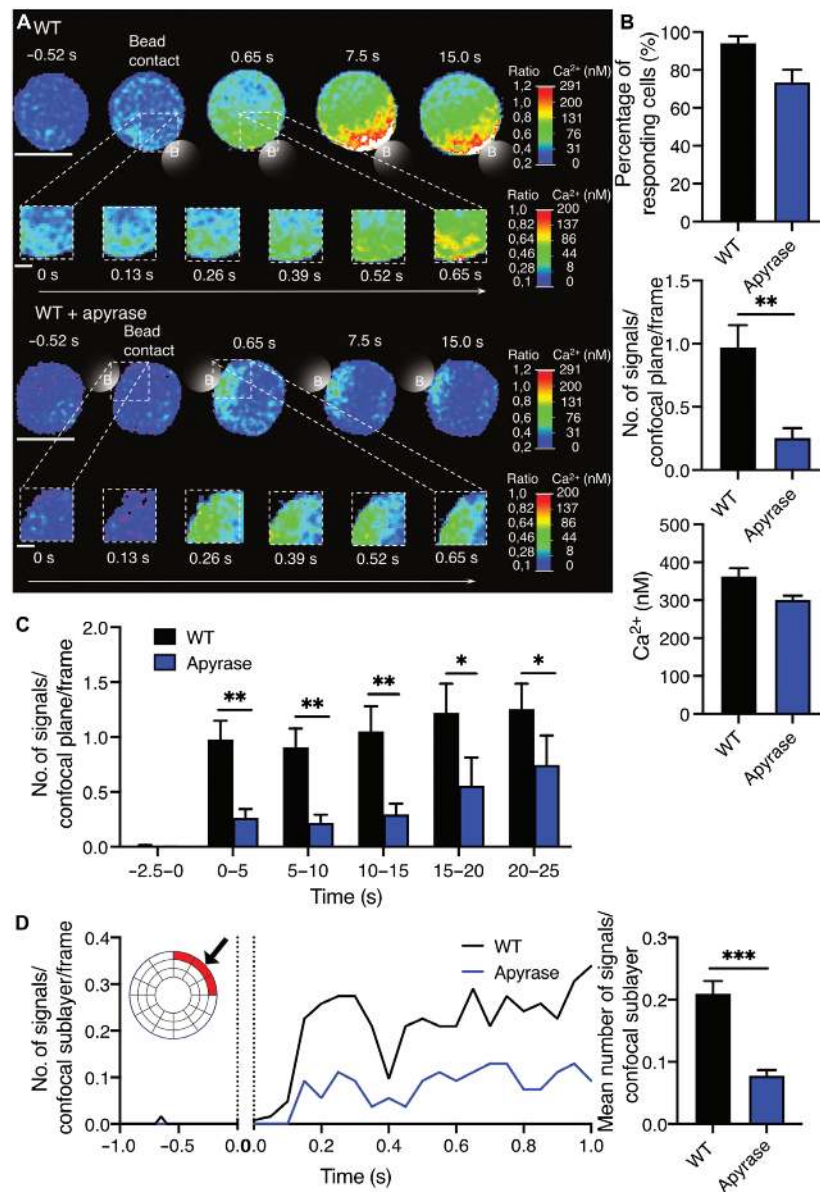 A
WT
–0.52 s
Bead
contact
0.65 s
7.5 s
15.0 s
Ratio Ca²⁺ (nM)
1,2 291
1,0 200
0,8 131
0,6 76
0,4 31
0,2 0
B
B
B
B
Ratio Ca²⁺ (nM)
1,0 200
0,82 137
0,64 86
0,46 44
0,28 8
0,1 0
0 s 0.13 s 0.26 s 0.39 s 0.52 s 0.65 s
WT + apyrase
–0.52 s
Bead
contact
0.65 s
7.5 s
15.0 s
Ratio Ca²⁺ (nM)
1,2 291
1,0 200
0,8 131
0,6 76
0,4 31
0,2 0
B
B
B
B
Ratio Ca²⁺ (nM)
1,0 200
0,82 137
0,64 86
0,46 44
0,28 8
0,1 0
0 s 0.13 s 0.26 s 0.39 s 0.52 s 0.65 s
B
Percentage of
responding cells (%)
100
80
60
40
20
0
WT
Apyrase
No. of signals/
confocal plane/frame
1.5
1.0
0.5
0.0
**
WT
Apyrase
Ca²⁺ (nM)
500
400
300
200
100
0
WT
Apyrase
C
No. of signals/
confocal plane/frame
2.0
1.5
1.0
0.5
0.0
WT
Apyrase
** ** ** * *
–2.5–0 0–5 5–10 10–15 15–20 20–25
Time (s)
D
No. of signals/
confocal sublayer/frame
0.4
0.3
0.2
0.1
0.0
WT
Apyrase
–1.0 –0.5 0.0 0.0 0.2 0.4 0.6 0.8 1.0
Time (s)
Mean number of signals/
confocal sublayer
0.3
0.2
0.1
0.0
***
WT
Apyrase